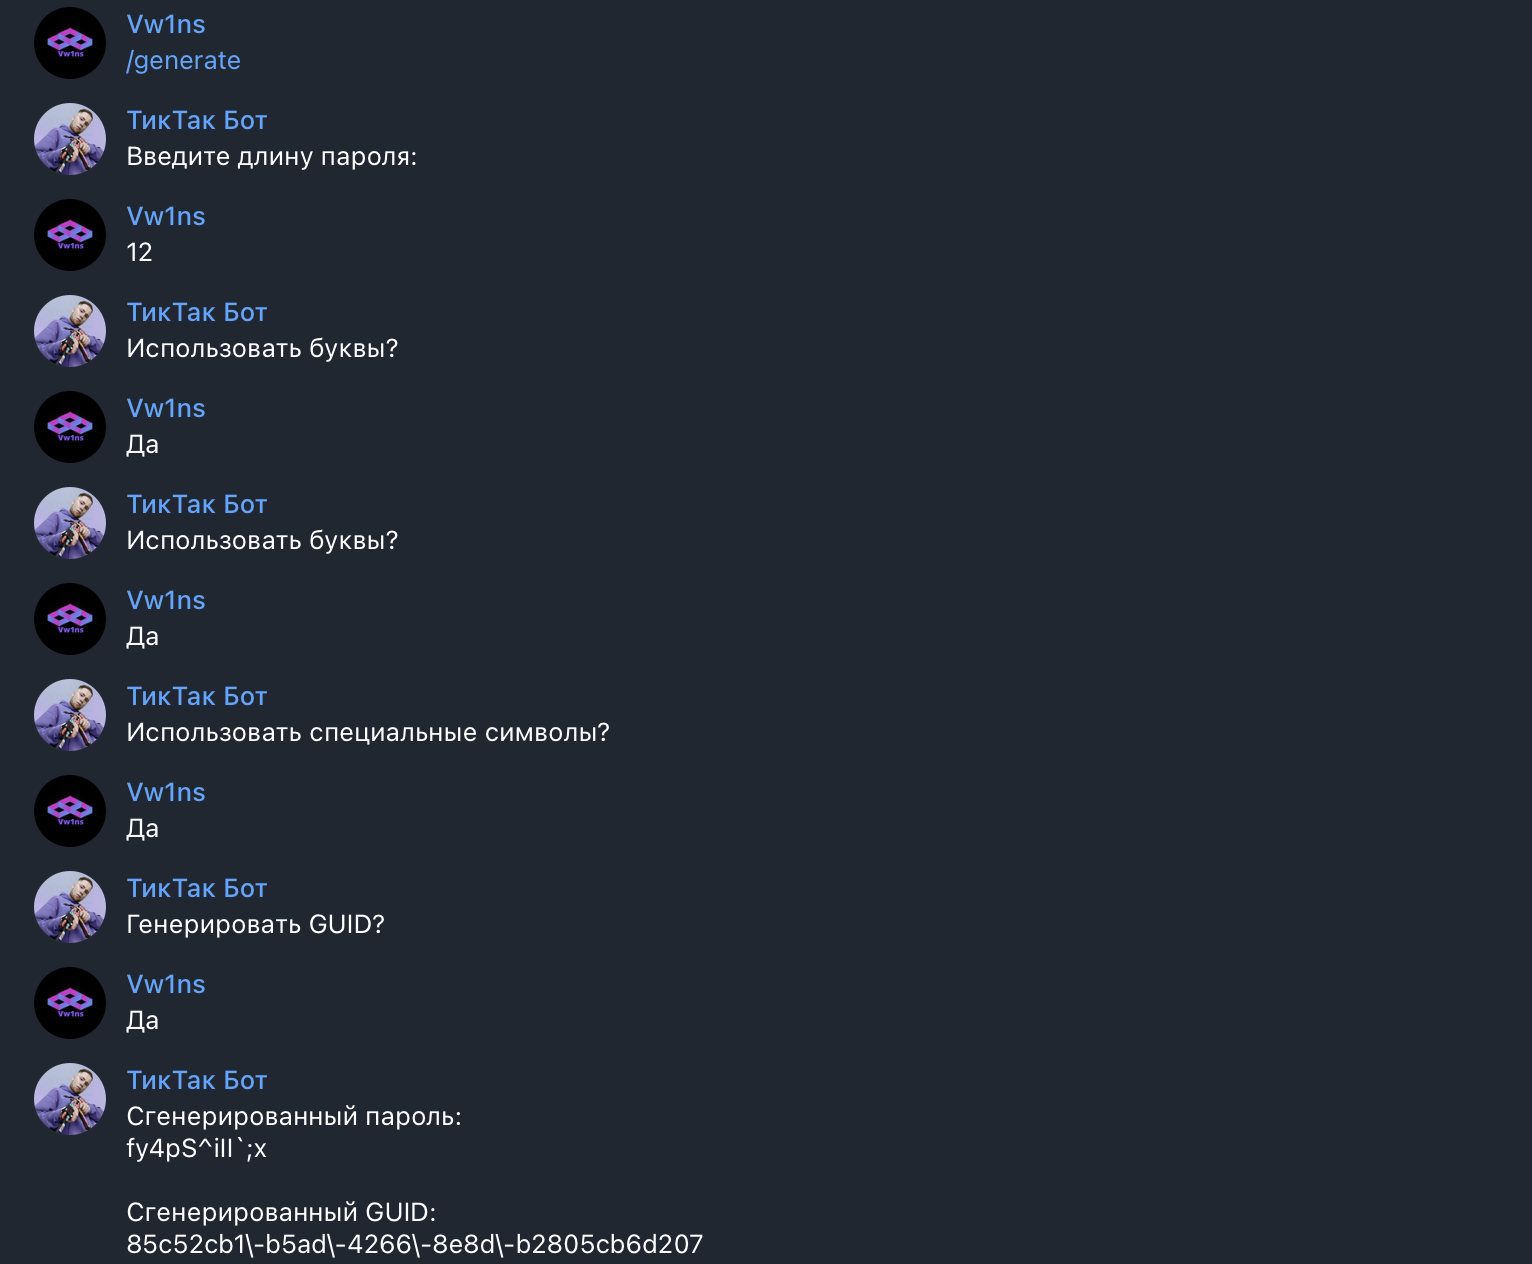 Vw1ns
/generate
ТикТак Бот
Введите длину пароля:
Vw1ns
12
ТикТак Бот
Использовать буквы?
Vw1ns
Да
ТикТак Бот
Использовать буквы?
Vw1ns
Да
ТикТак Бот
Использовать специальные символы?
Vw1ns
Да
ТикТак Бот
Генерировать GUID?
Vw1ns
Да
ТикТак Бот
Сгенерированный пароль:
Сгенерированный GUID:
85c52cb1\-b5ad\-4266\-8e8d\-b2805cb6d207